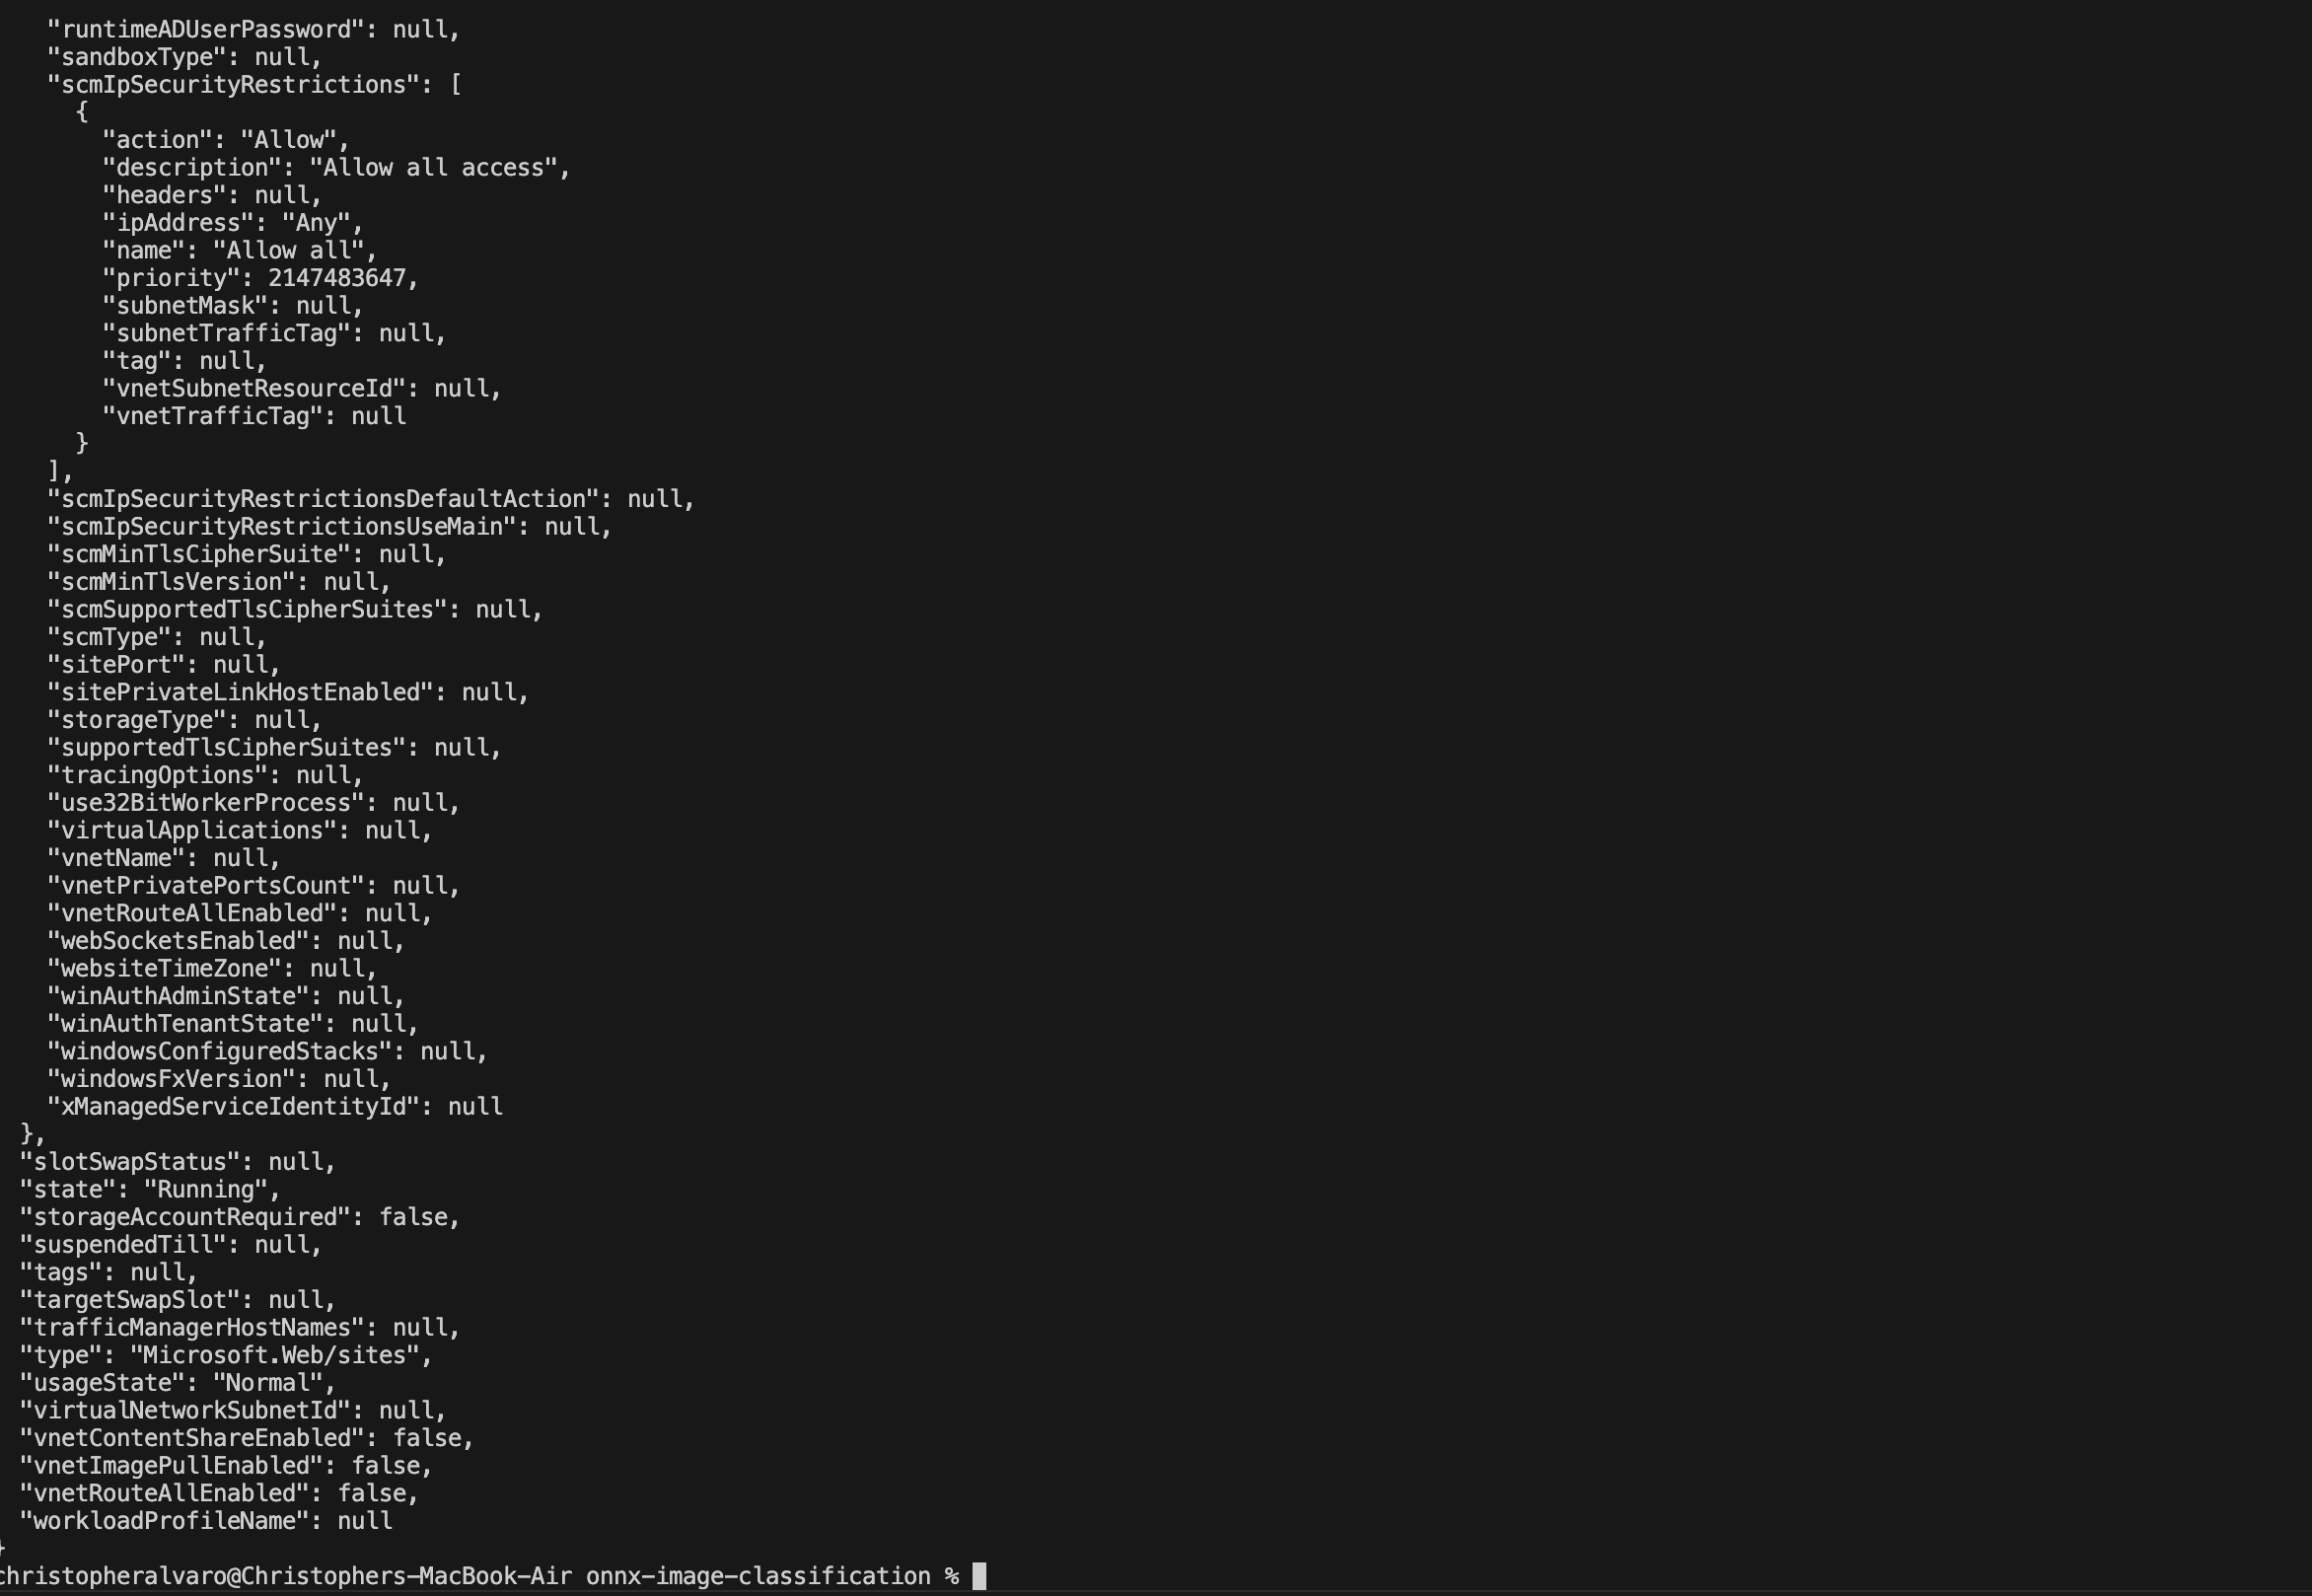 "runtimeADUserPassword": null,
"sandboxType": null,
"scmIpSecurityRestrictions": [
{
"action": "Allow",
"description": "Allow all access",
"headers": null,
"ipAddress": "Any",
"name": "Allow all",
"priority": 2147483647,
"subnetMask": null,
"subnetTrafficTag": null,
"tag": null,
"vnetSubnetResourceId": null,
"vnetTrafficTag": null
}
],
"scmIpSecurityRestrictionsDefaultAction": null,
"scmIpSecurityRestrictionsUseMain": null,
"scmMinTlsCipherSuite": null,
"scmMinTlsVersion": null,
"scmSupportedTlsCipherSuites": null,
"scmType": null,
"sitePort": null,
"sitePrivateLinkHostEnabled": null,
"storageType": null,
"supportedTlsCipherSuites": null,
"tracingOptions": null,
"use32BitWorkerProcess": null,
"virtualApplications": null,
"vnetName": null,
"vnetPrivatePortsCount": null,
"vnetRouteAllEnabled": null,
"webSocketsEnabled": null,
"websiteTimeZone": null,
"winAuthAdminState": null,
"winAuthTenantState": null,
"windowsConfiguredStacks": null,
"windowsFxVersion": null,
"xManagedServiceIdentityId": null
},
"slotSwapStatus": null,
"state": "Running",
"storageAccountRequired": false,
"suspendedTill": null,
"tags": null,
"targetSwapSlot": null,
"trafficManagerHostNames": null,
"type": "Microsoft.Web/sites",
"usageState": "Normal",
"virtualNetworkSubnetId": null,
"vnetContentShareEnabled": false,
"vnetImagePullEnabled": false,
"vnetRouteAllEnabled": false,
"workloadProfileName": null
}
christopheralvaro@Christophers-MacBook-Air onnx-image-classification %